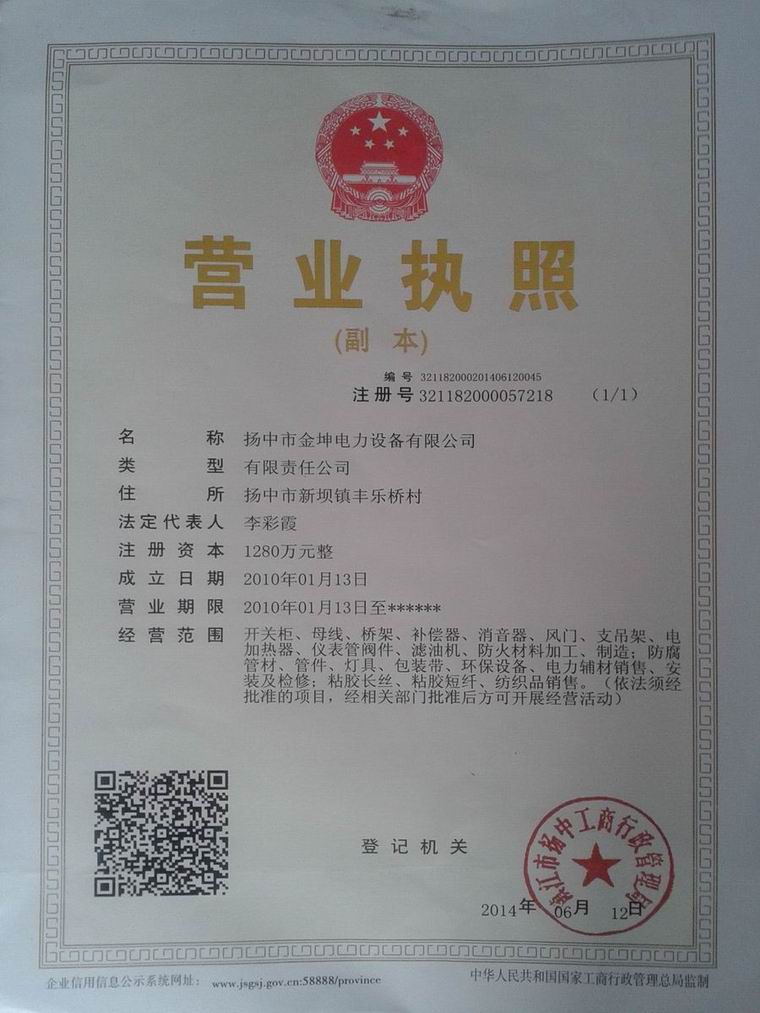 营业执照
(副 本)
编 号 321182000201406120045
注册号 321182000057218 (1/1)
名 称 扬中市金坤电力设备有限公司
类 型 有限责任公司
住 所 扬中市新坝镇丰乐桥村
法定代表人 李彩霞
注册资本 1280万元整
成立日期 2010年01月13日
营业期限 2010年01月13日至******
经营范围 开关柜、母线、桥架、补偿器、消音器、风门、支吊架、电
加热器、仪表管阀件、滤油机、防火材料加工、制造；防腐
管材、管件、灯具、包装带、环保设备、电力辅材销售、安
装及检修；粘胶长丝、粘胶短纤、纺织品销售。（依法须经
批准的项目，经相关部门批准后方可开展经营活动）
登记机关
镇江市扬中工商行政管理局
2014年 06月 12日
企业信用信息公示系统网址： www.jsgsj.gov.cn:58888/province
中华人民共和国国家工商行政管理总局监制